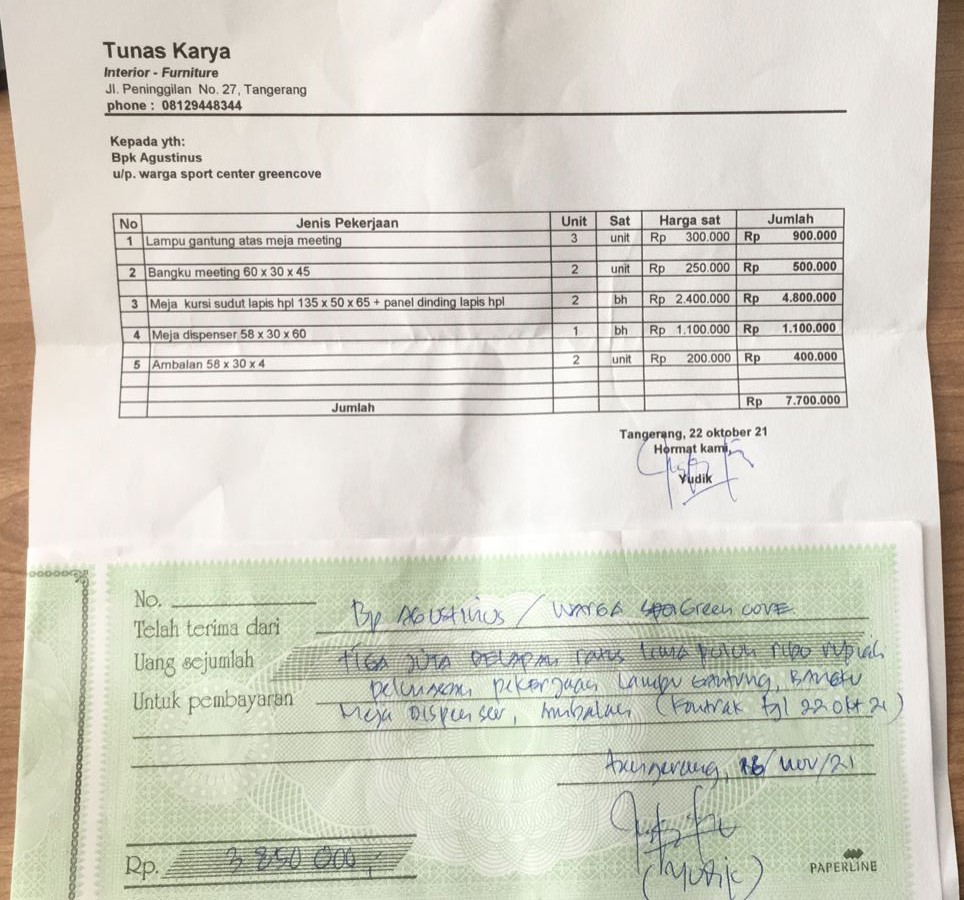 Tunas Karya
Interior - Furniture
Jl. Peninggilan No. 27, Tangerang
phone : 08129448344
Kepada yth:
Bpk Agustinus
u/p. warga sport center greencove
No Jenis Pekerjaan Unit Sat Harga sat Jumlah
1 Lampu gantung atas meja meeting 3 unit Rp 300.000 Rp 900.000
2 Bangku meeting 60 x 30 x 45 2 unit Rp 250.000 Rp 500.000
3 Meja kursi sudut lapis hpl 135 x 50 x 65 + panel dinding lapis hpl 2 bh Rp 2.400.000 Rp 4.800.000
4 Meja dispenser 58 x 30 x 60 1 bh Rp 1.100.000 Rp 1.100.000
5 Ambalan 58 x 30 x 4 2 unit Rp 200.000 Rp 400.000
Jumlah Rp 7.700.000
Tangerang, 22 oktober 21
Hormat kami,
Yudik
No.
Telah terima dari Bp AGUSTINUS / WARGA Green COVE
Uang sejumlah TIGA JUTA DELAPAN ratus lima puluh ribu rupiah
pelunasan pekerjaan Lampu Gantung, BANGKU
Untuk pembayaran
Meja Dispenser, Ambalan (Kontrak tgl 22 okt 21)
Tangerang, /Nov/21
Rp. 3 850 000,-
(Yudik)
PAPERLINE